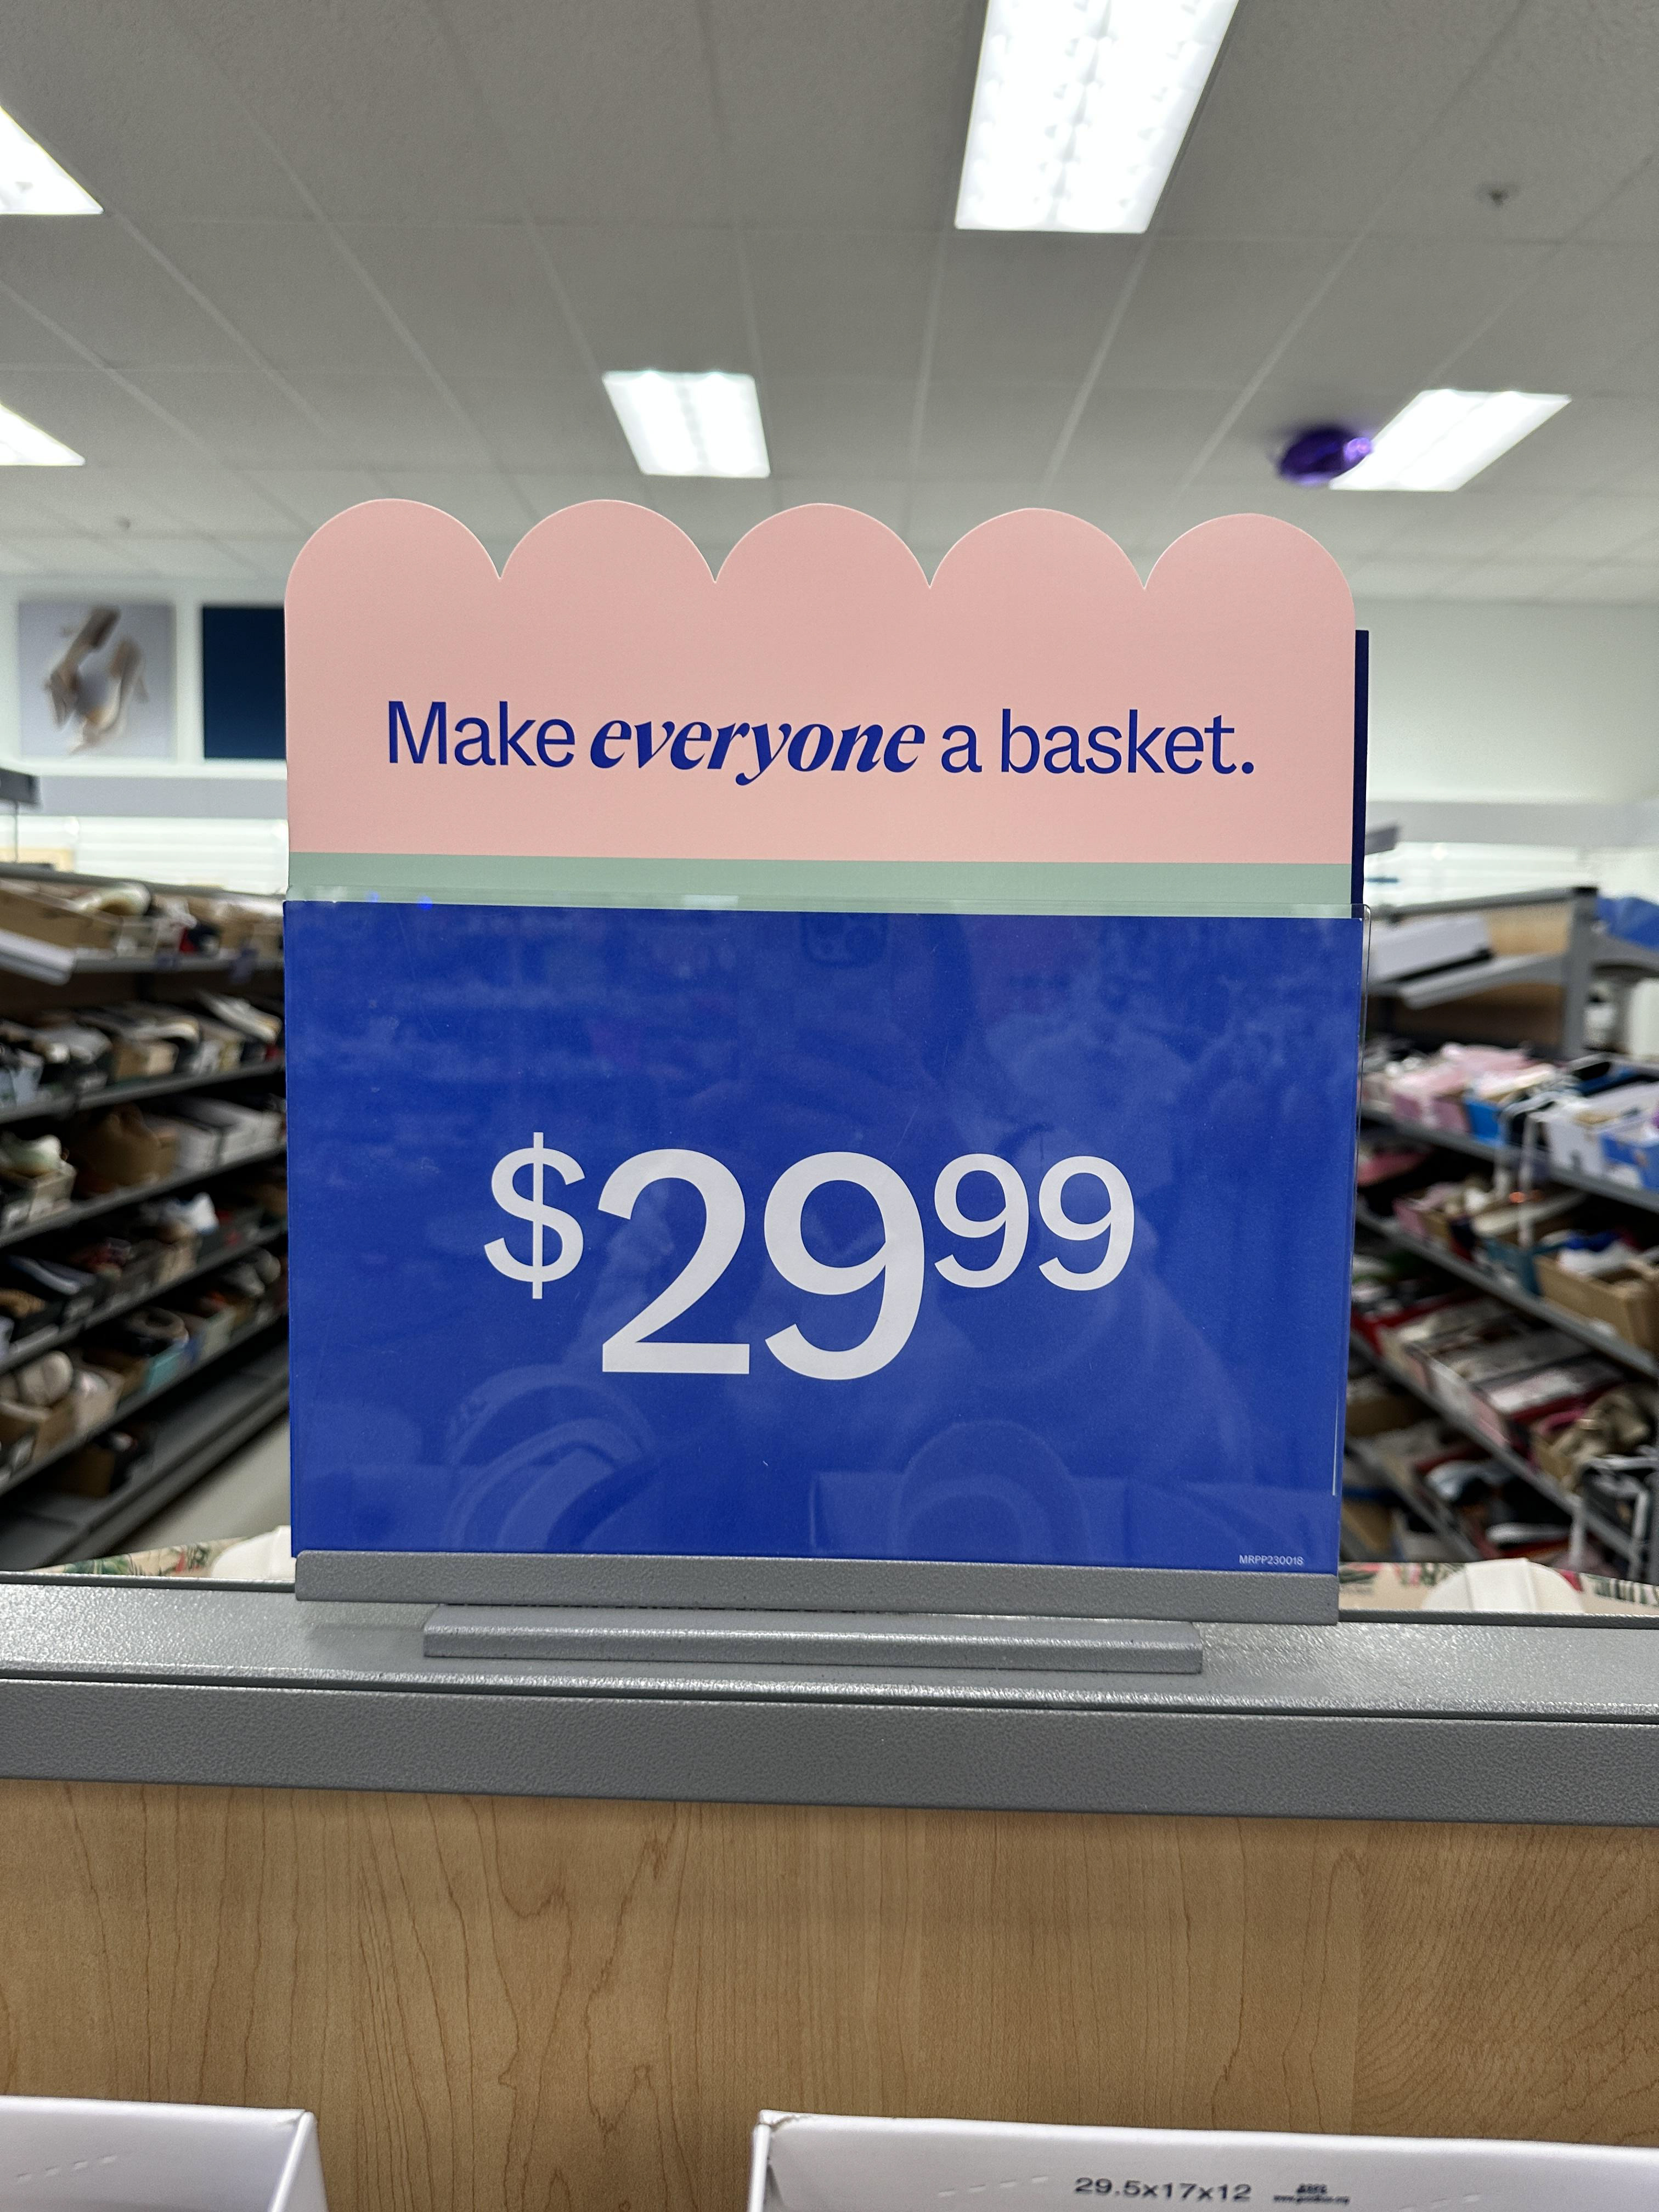 Make everyone a basket.
$29.99
MRPP230018
29.5x17x12